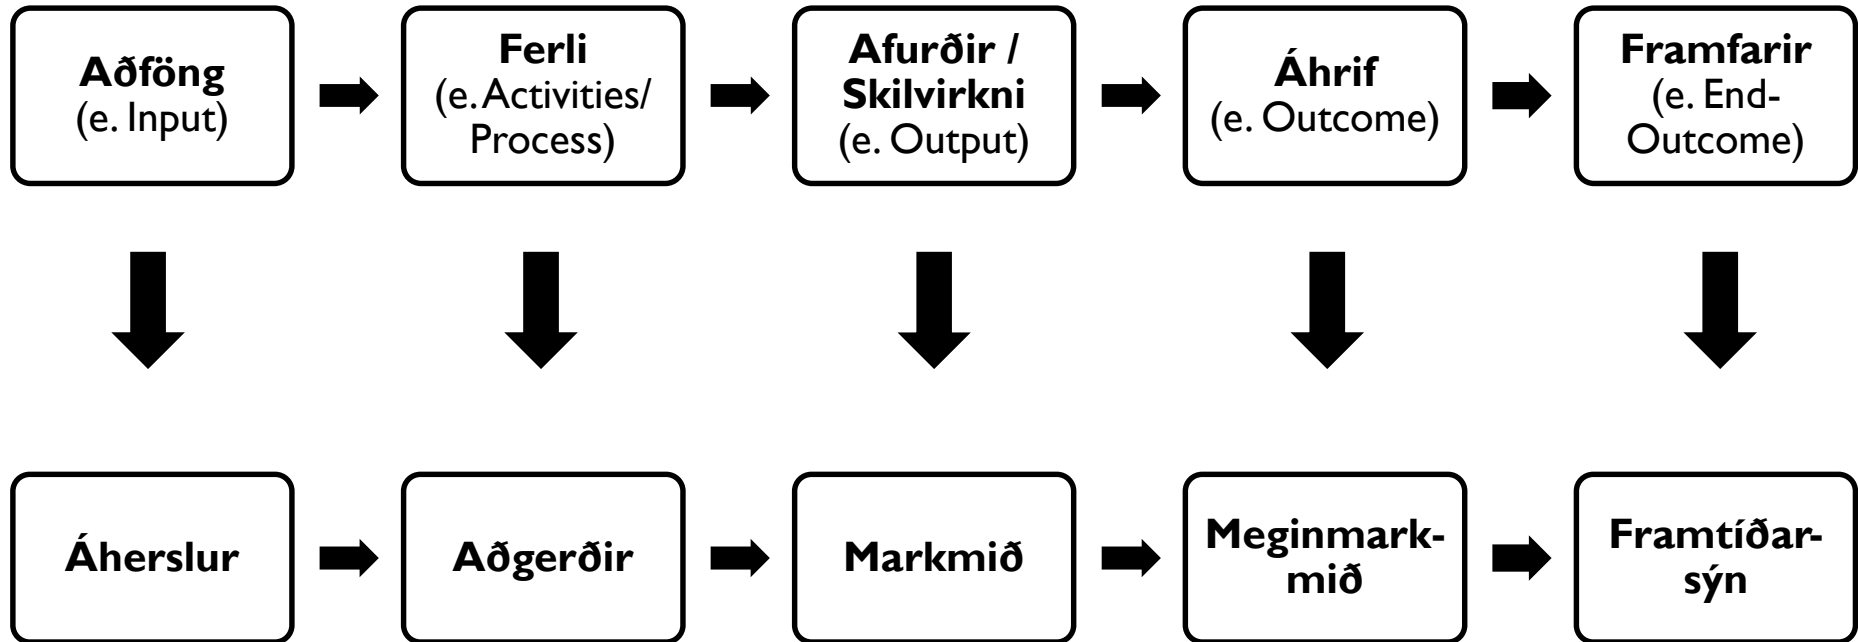 Aðföng
(e. Input)
Ferli
(e. Activities/
Process)
Afurðir /
Skilvirkni
(e. Output)
Áhrif
(e. Outcome)
Framfarir
(e. End-
Outcome)
Áherslur
Aðgerðir
Markmið
Meginmark-
mið
Framtíðar-
sýn